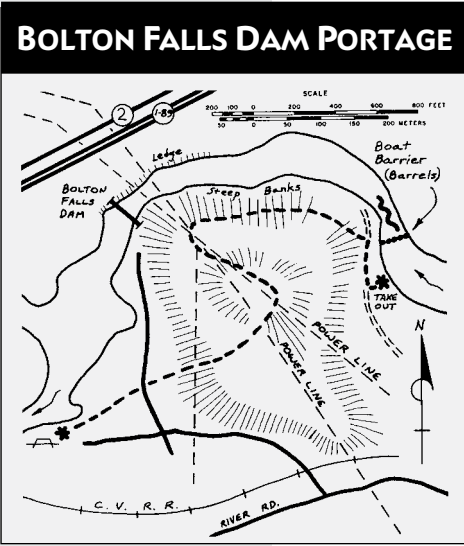 BOLTON FALLS DAM PORTAGE
SCALE
200 100 0 200 400 600 800 FEET
50 0 50 100 150 200 METERS
2
I-89
Ledge
Boat
Barrier
(Barrels)
BOLTON
FALLS
DAM
Steep Banks
TAKE
OUT
N
POWER LINE
POWER LINE
C. V. R. R.
RIVER RD.